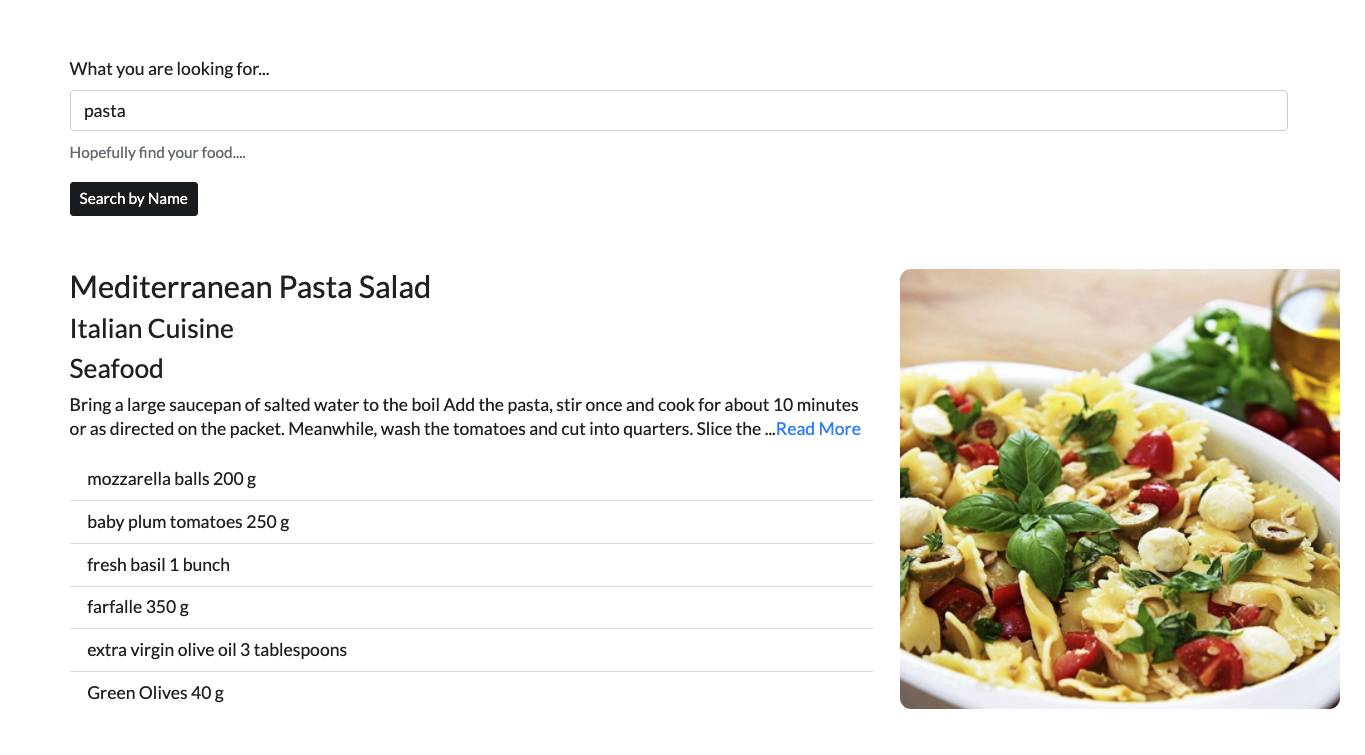 What you are looking for...
pasta
Hopefully find your food....
Search by Name
Mediterranean Pasta Salad
Italian Cuisine
Seafood
Bring a large saucepan of salted water to the boil Add the pasta, stir once and cook for about 10 minutes
or as directed on the packet. Meanwhile, wash the tomatoes and cut into quarters. Slice the ...Read More
mozzarella balls 200 g
baby plum tomatoes 250 g
fresh basil 1 bunch
farfalle 350 g
extra virgin olive oil 3 tablespoons
Green Olives 40 g